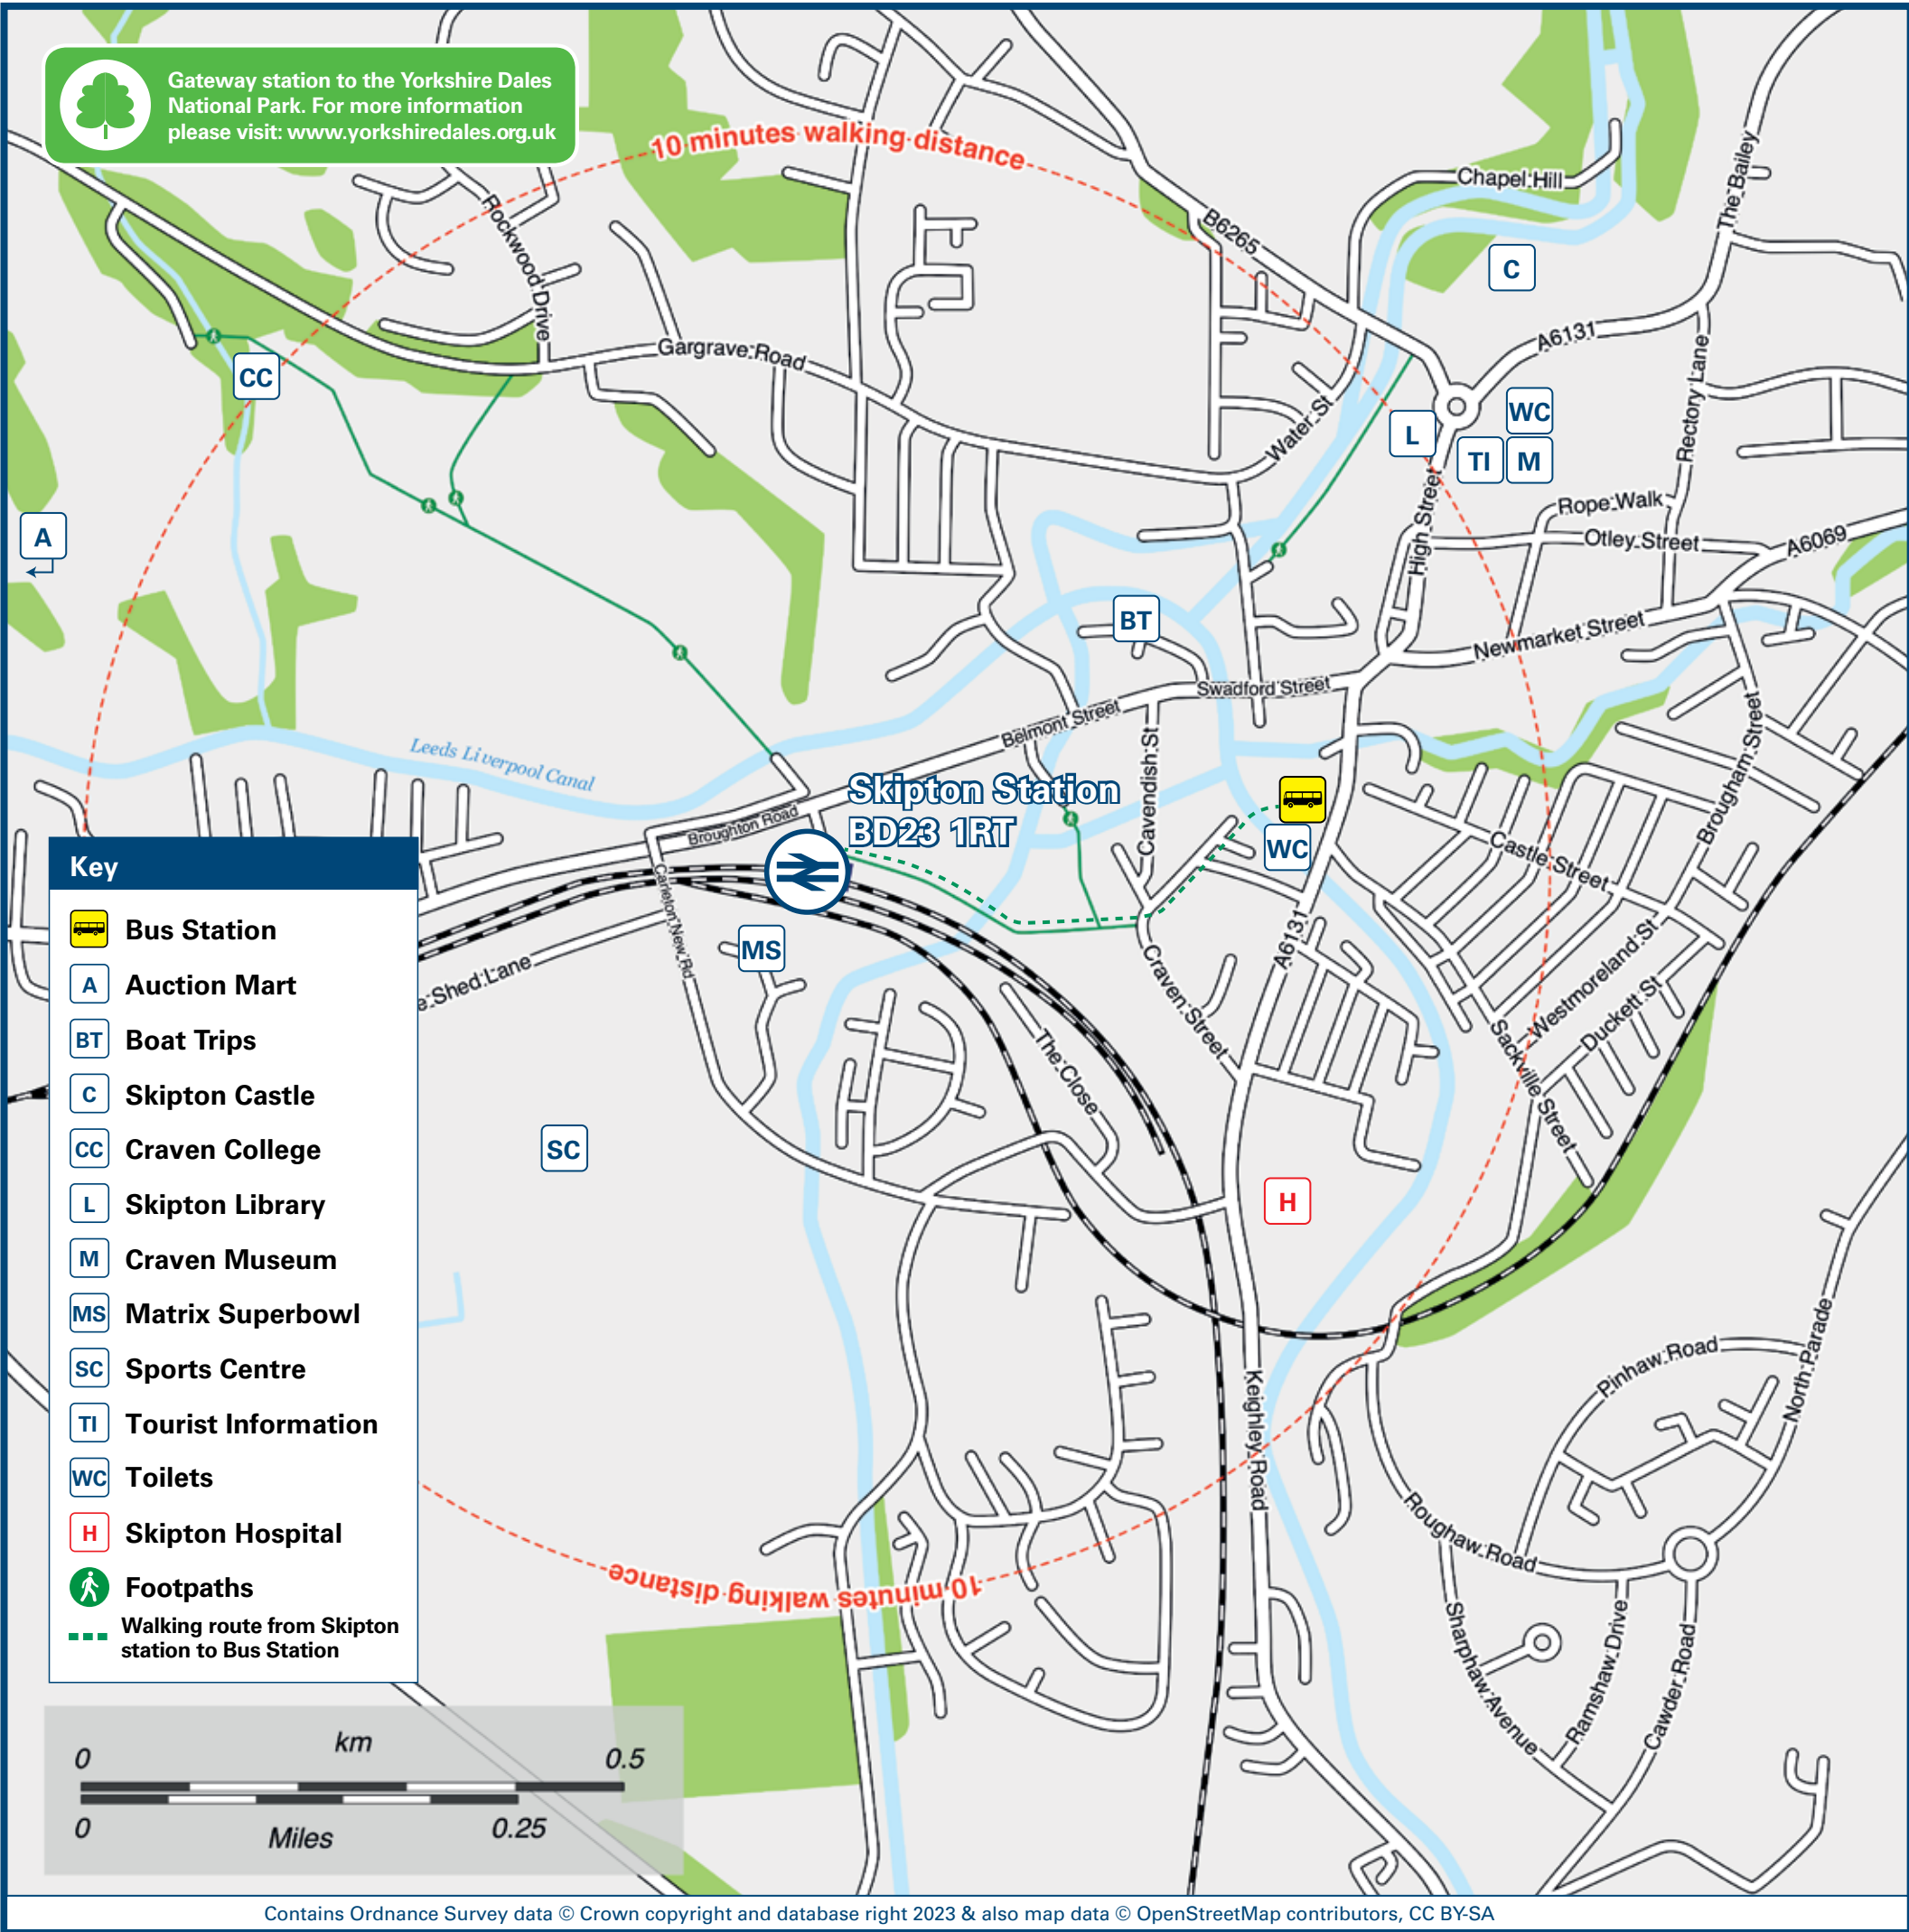 Gateway station to the Yorkshire Dales
National Park. For more information
please visit: www.yorkshiredales.org.uk
10 minutes walking distance
Chapel Hill
The Bailey
B6265
Rockwood Drive
C
A6131
Gargrave Road
CC
Rectory Lane
WC
Water St
L
TI
M
High Street
Rope Walk
Otley Street
A6069
A
BT
Newmarket Street
Swadford Street
Belmont Street
Leeds Liverpool Canal
Cavendish St
Brougham Street
Skipton Station
BD23 1RT
Broughton Road
WC
Castle Street
Carleton New Rd
A6131
MS
e Shed Lane
Craven Street
Westmoreland St
Duckett St
The Close
Sackville Street
SC
H
Keighley Road
Pinhaw Road
North Parade
Roughaw Road
10 minutes walking distance
Sharphaw Avenue
Ramshaw Drive
Cawder Road
Key
Bus Station
A Auction Mart
BT Boat Trips
C Skipton Castle
CC Craven College
L Skipton Library
M Craven Museum
MS Matrix Superbowl
SC Sports Centre
TI Tourist Information
WC Toilets
H Skipton Hospital
Footpaths
Walking route from Skipton
station to Bus Station
km
0 0.5
0 0.25
Miles
Contains Ordnance Survey data © Crown copyright and database right 2023 & also map data © OpenStreetMap contributors, CC BY-SA